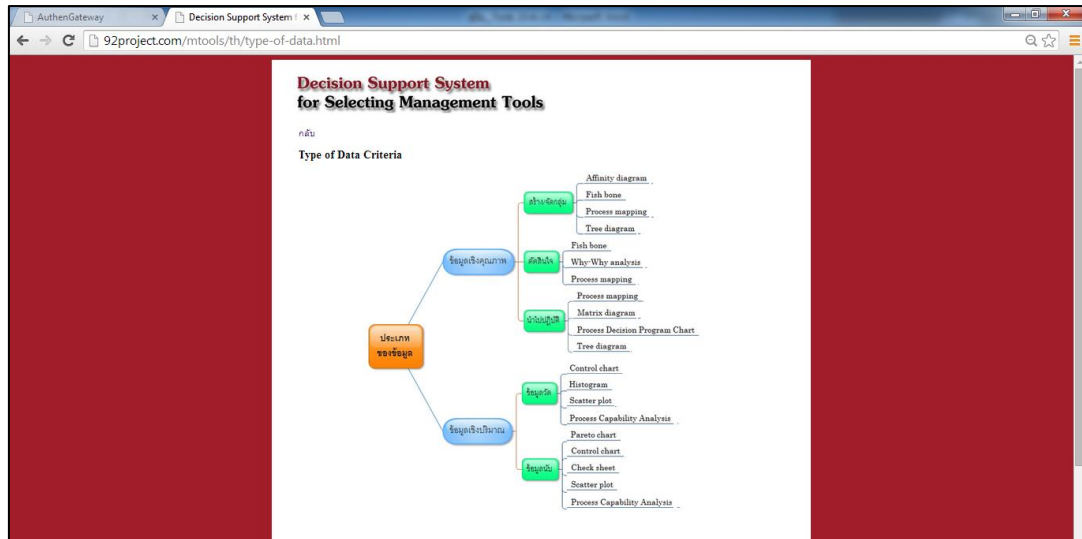 AuthenGateway
Decision Support System f
92project.com/mtools/th/type-of-data.html
Decision Support System
for Selecting Management Tools
กลับ
Type of Data Criteria
ประเภท
ของข้อมูล
ข้อมูลเชิงคุณภาพ
สร้าง/จัดกลุ่ม
Affinity diagram
Fish bone
Process mapping
Tree diagram
ตัดสินใจ
Fish bone
Why-Why analysis
Process mapping
นำไปปฏิบัติ
Process mapping
Matrix diagram
Process Decision Program Chart
Tree diagram
ข้อมูลเชิงปริมาณ
ข้อมูลวัด
Control chart
Histogram
Scatter plot
Process Capability Analysis
ข้อมูลนับ
Pareto chart
Control chart
Check sheet
Scatter plot
Process Capability Analysis